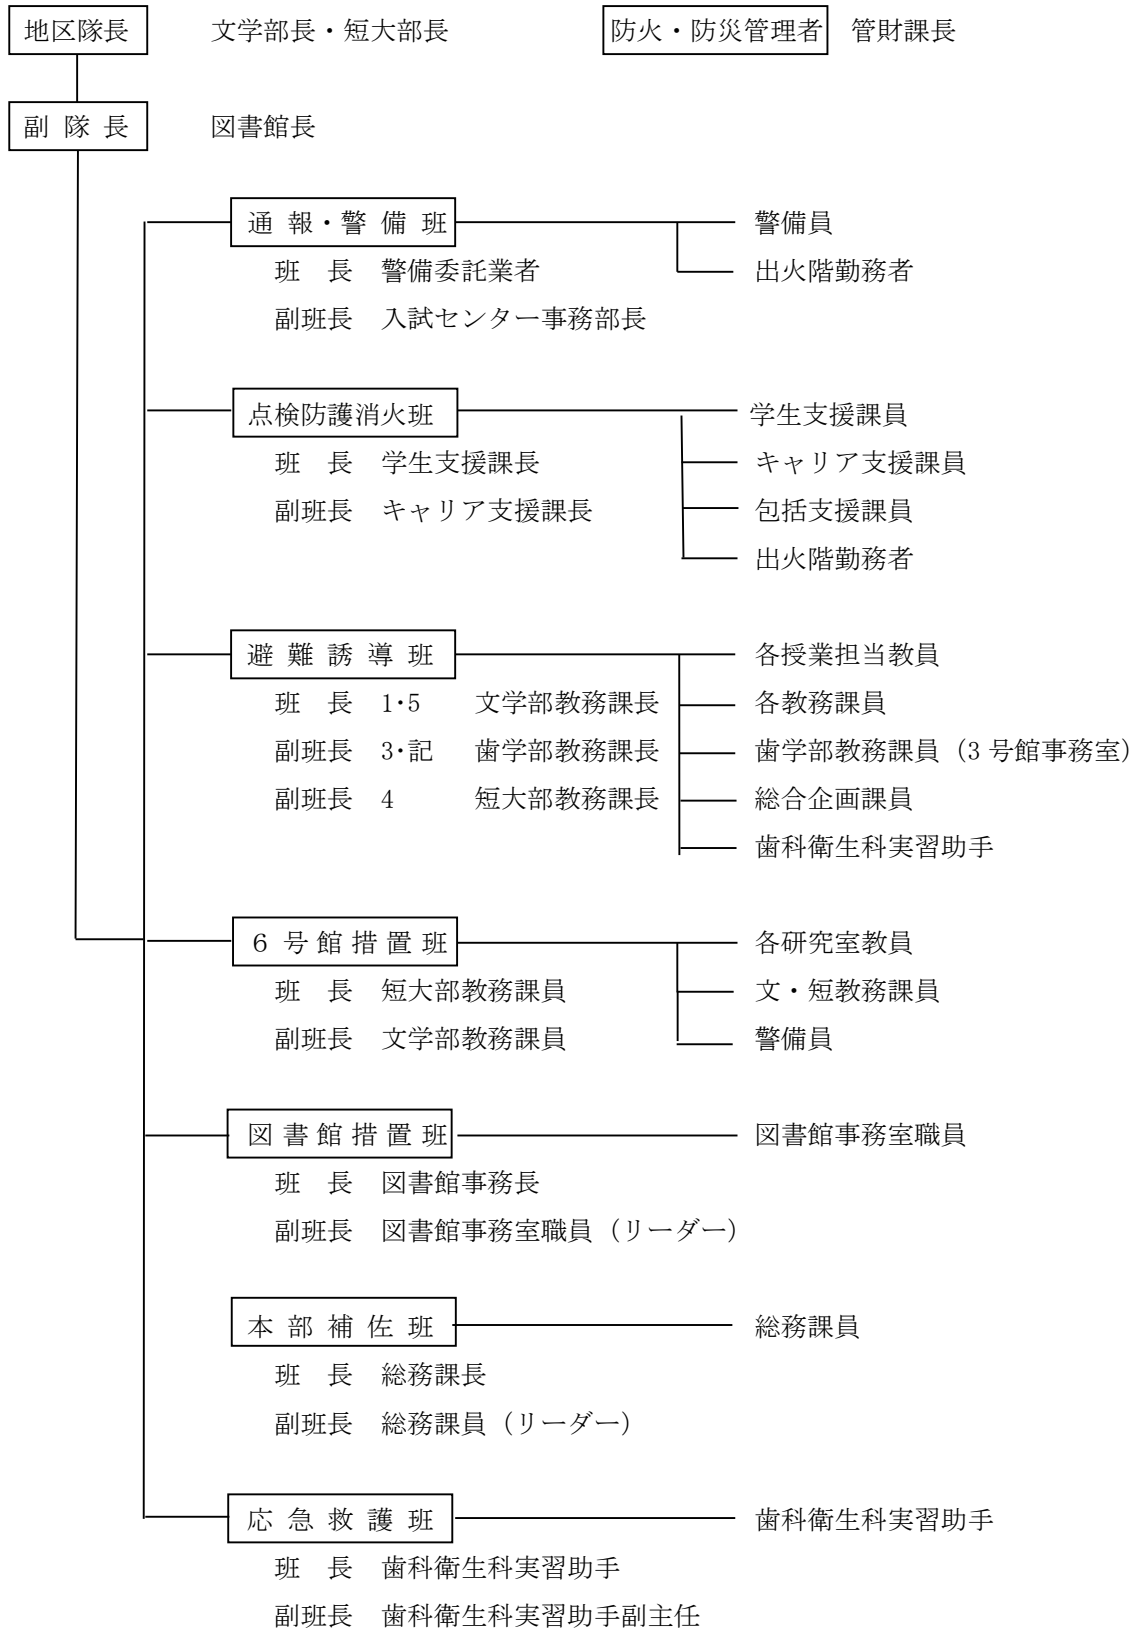 地区隊長 文学部長・短大部長 防火・防災管理者 管財課長
副 隊 長 図書館長
通 報・警 備 班 警備員
班 長 警備委託業者 出火階勤務者
副班長 入試センター事務部長
点検防護消火班 学生支援課員
班 長 学生支援課長 キャリア支援課員
副班長 キャリア支援課長 包括支援課員
出火階勤務者
避 難 誘 導 班 各授業担当教員
班 長 1・5 文学部教務課長 各教務課員
副班長 3・記 歯学部教務課長 歯学部教務課員(3 号館事務室)
副班長 4 短大部教務課長 総合企画課員
歯科衛生科実習助手
6 号館措置班 各研究室教員
班 長 短大部教務課員 文・短教務課員
副班長 文学部教務課員 警備員
図書館措置班 図書館事務室職員
班 長 図書館事務長
副班長 図書館事務室職員(リーダー)
本 部 補 佐 班 総務課員
班 長 総務課長
副班長 総務課員(リーダー)
応 急 救 護 班 歯科衛生科実習助手
班 長 歯科衛生科実習助手
副班長 歯科衛生科実習助手副主任